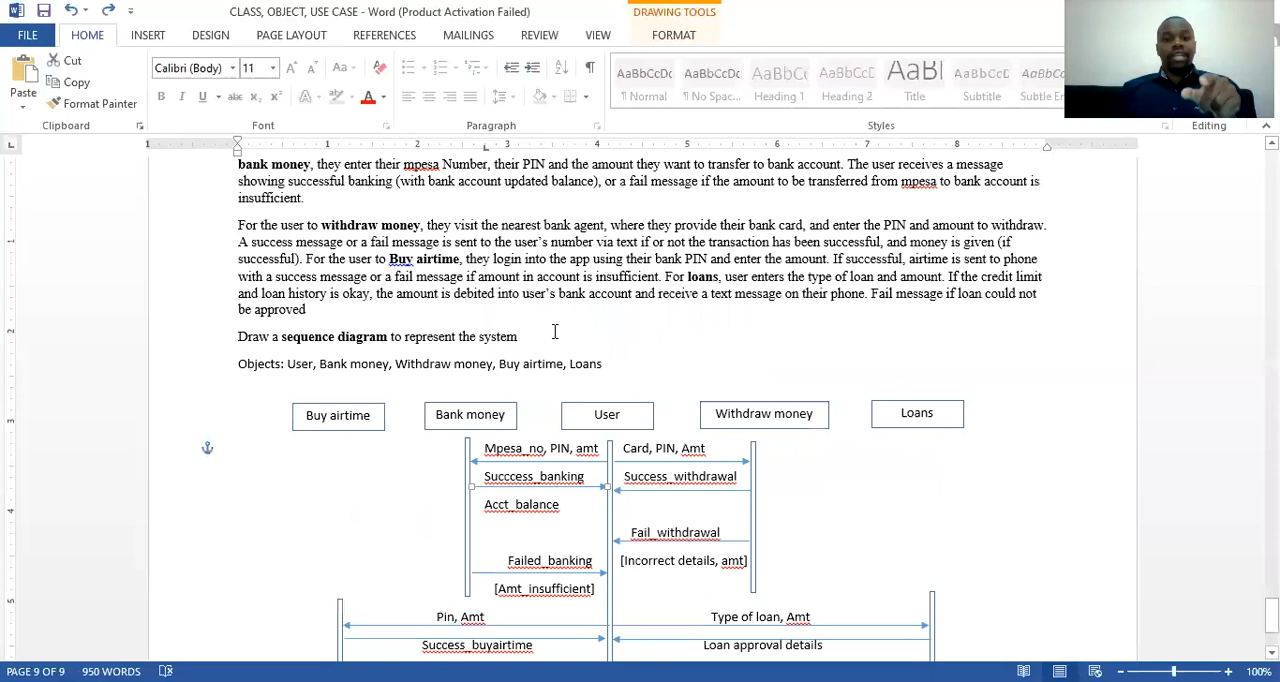 CLASS, OBJECT, USE CASE - Word (Product Activation Failed)
DRAWING TOOLS
FILE HOME INSERT DESIGN PAGE LAYOUT REFERENCES MAILINGS REVIEW VIEW FORMAT
Paste
Cut
Copy
Format Painter
Calibri (Body) 11
AaBbCcDc AaBbCcDc AaBbCc AaBbCcC AaBl AaBbCcD AaBbCcDc
¶ Normal ¶ No Spac... Heading 1 Heading 2 Title Subtitle Subtle Em
Clipboard Font Paragraph Styles Editing
bank money, they enter their mpesa Number, their PIN and the amount they want to transfer to bank account. The user receives a message
showing successful banking (with bank account updated balance), or a fail message if the amount to be transferred from mpesa to bank account is
insufficient.
For the user to withdraw money, they visit the nearest bank agent, where they provide their bank card, and enter the PIN and amount to withdraw.
A success message or a fail message is sent to the user's number via text if or not the transaction has been successful, and money is given (if
successful). For the user to Buy airtime, they login into the app using their bank PIN and enter the amount. If successful, airtime is sent to phone
with a success message or a fail message if amount in account is insufficient. For loans, user enters the type of loan and amount. If the credit limit
and loan history is okay, the amount is debited into user's bank account and receive a text message on their phone. Fail message if loan could not
be approved
Draw a sequence diagram to represent the system
Objects: User, Bank money, Withdraw money, Buy airtime, Loans
Buy airtime Bank money User Withdraw money Loans
Mpesa_no, PIN, amt Card, PIN, Amt
Succcess_banking Success_withdrawal
Acct_balance
Fail_withdrawal
Failed_banking [Incorrect details, amt]
[Amt_insufficient]
Pin, Amt Type of loan, Amt
Success_buyairtime Loan approval details
PAGE 9 OF 9 950 WORDS 100%